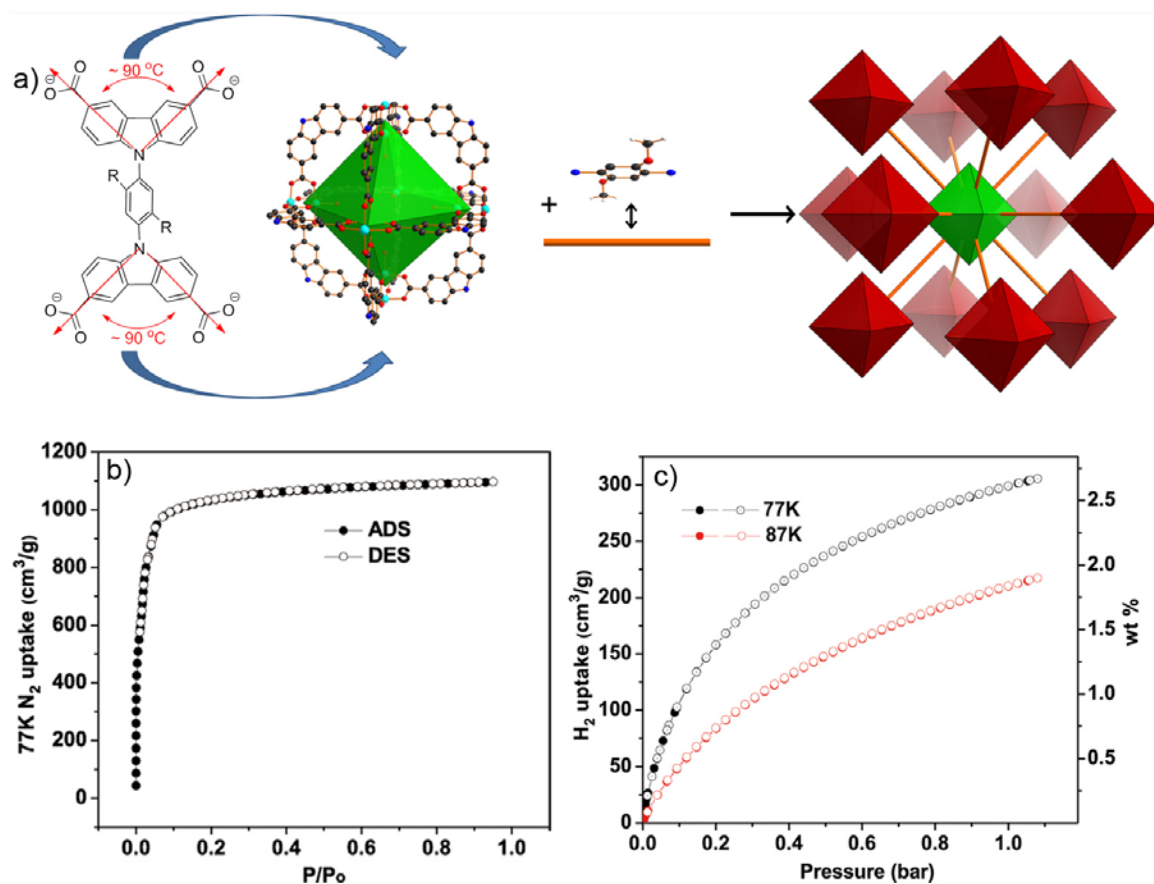 a)
~ 90 °C
O
⊖
O
O
O
⊖
N
R
R
N
⊖
O
O
O
O
⊖
~ 90 °C
+
b)
1200
1000
800
600
400
200
0
77K N₂ uptake (cm³/g)
ADS
DES
0.0 0.2 0.4 0.6 0.8 1.0
P/Po
c)
300
250
200
150
100
50
0
H₂ uptake (cm³/g)
77K
87K
2.5
2.0
1.5
1.0
0.5
wt %
0.0 0.2 0.4 0.6 0.8 1.0
Pressure (bar)